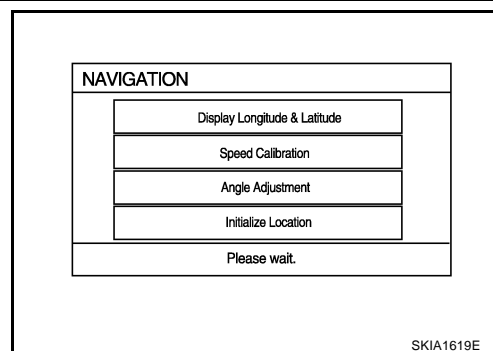 NAVIGATION
Display Longitude & Latitude
Speed Calibration
Angle Adjustment
Initialize Location
Please wait.
SKIA1619E